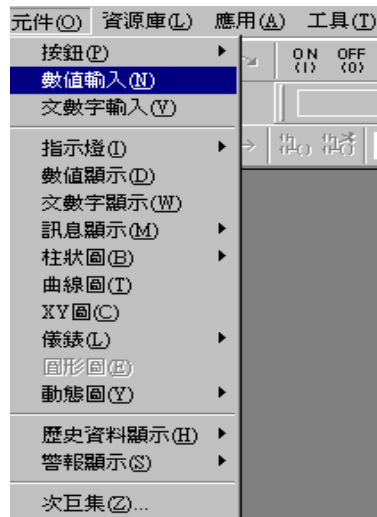 元件(O) 資源庫(L) 應用(A) 工具(T)
按鈕(P)
ON (1) OFF (0)
數值輸入(N)
文數字輸入(V)
指示燈(I)
數值顯示(D)
文數字顯示(W)
訊息顯示(M)
柱狀圖(B)
曲線圖(T)
XY圖(C)
儀錶(L)
圓形圖(E)
動態圖(Y)
歷史資料顯示(H)
警報顯示(S)
次巨集(Z)...